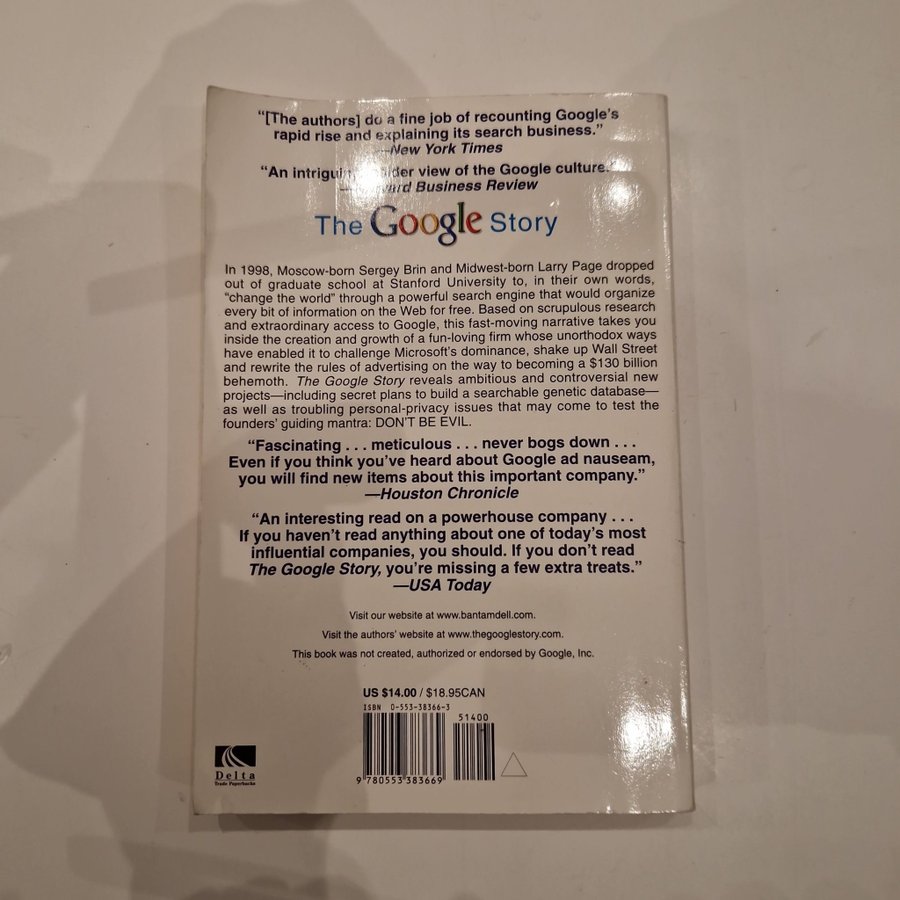 “[The authors] do a fine job of recounting Google’s
rapid rise and explaining its search business.”
—New York Times
“An intriguing insider view of the Google culture.”
—Harvard Business Review
The Google Story
In 1998, Moscow-born Sergey Brin and Midwest-born Larry Page dropped
out of graduate school at Stanford University to, in their own words,
“change the world” through a powerful search engine that would organize
every bit of information on the Web for free. Based on scrupulous research
and extraordinary access to Google, this fast-moving narrative takes you
inside the creation and growth of a fun-loving firm whose unorthodox ways
have enabled it to challenge Microsoft’s dominance, shake up Wall Street
and rewrite the rules of advertising on the way to becoming a $130 billion
behemoth. The Google Story reveals ambitious and controversial new
projects—including secret plans to build a searchable genetic database—
as well as troubling personal-privacy issues that may come to test the
founders’ guiding mantra: DON’T BE EVIL.
“Fascinating . . . meticulous . . . never bogs down . . .
Even if you think you’ve heard about Google ad nauseam,
you will find new items about this important company.”
—Houston Chronicle
“An interesting read on a powerhouse company . . .
If you haven’t read anything about one of today’s most
influential companies, you should. If you don’t read
The Google Story, you’re missing a few extra treats.”
—USA Today
Visit our website at www.bantamdell.com.
Visit the authors’ website at www.thegooglestory.com.
This book was not created, authorized or endorsed by Google, Inc.
US $14.00 / $18.95CAN
ISBN 0-553-38366-3
51400
9 780553 383669
Delta
Trade Paperbacks